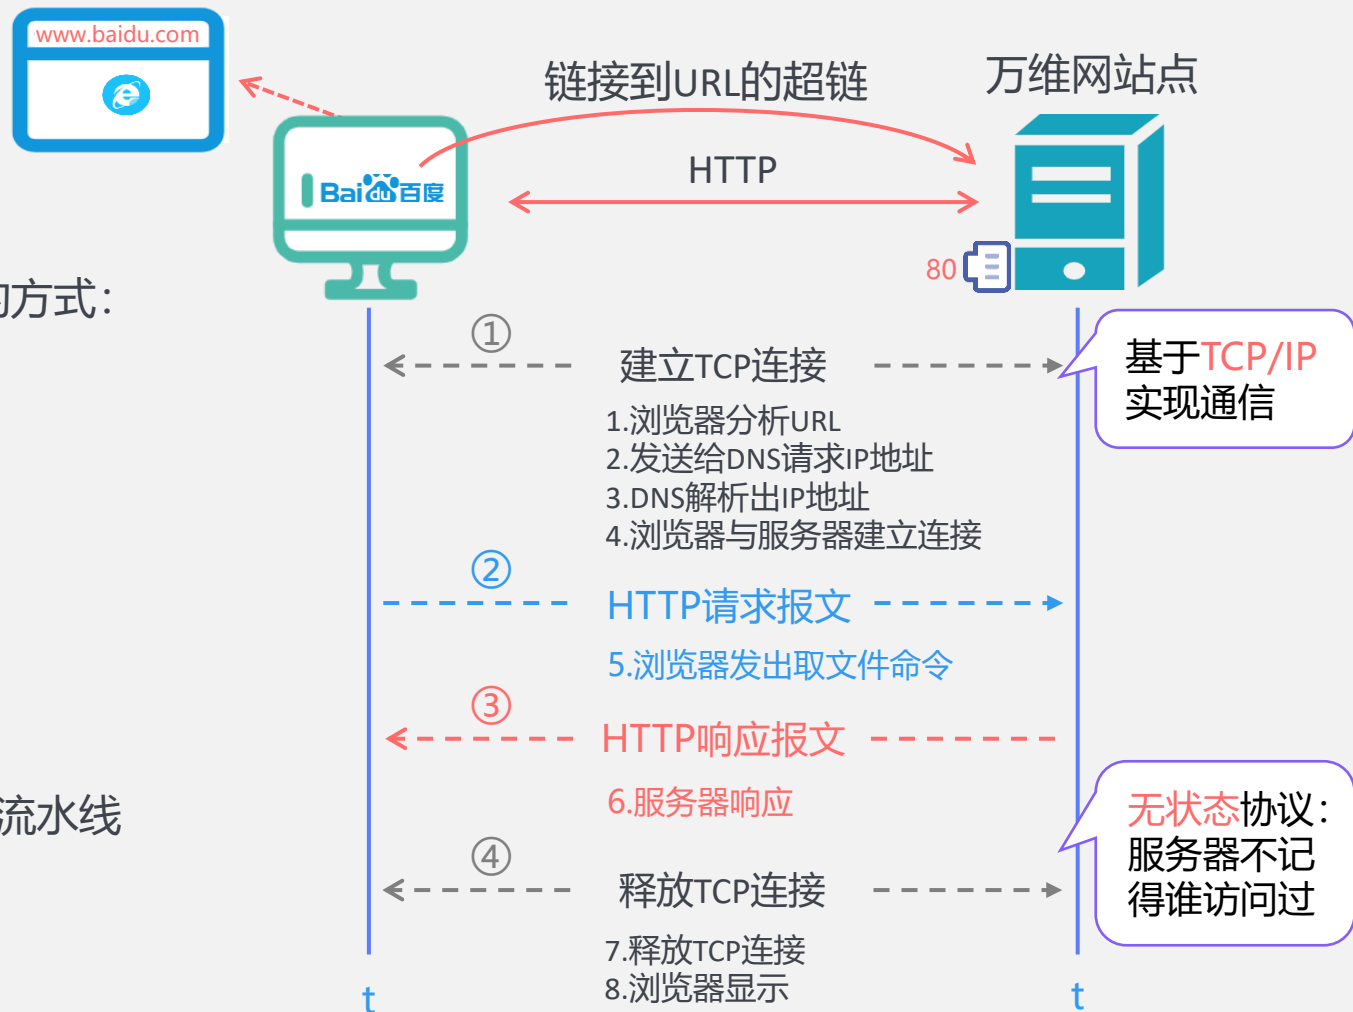 www.baidu.com
链接到URL的超链
万维网站点
HTTP
Bai du 百度
80
的方式：
①
建立TCP连接
基于TCP/IP
实现通信
1.浏览器分析URL
2.发送给DNS请求IP地址
3.DNS解析出IP地址
4.浏览器与服务器建立连接
②
HTTP请求报文
5.浏览器发出取文件命令
③
HTTP响应报文
6.服务器响应
流水线
无状态协议：
服务器不记
得谁访问过
④
释放TCP连接
7.释放TCP连接
8.浏览器显示
t
t